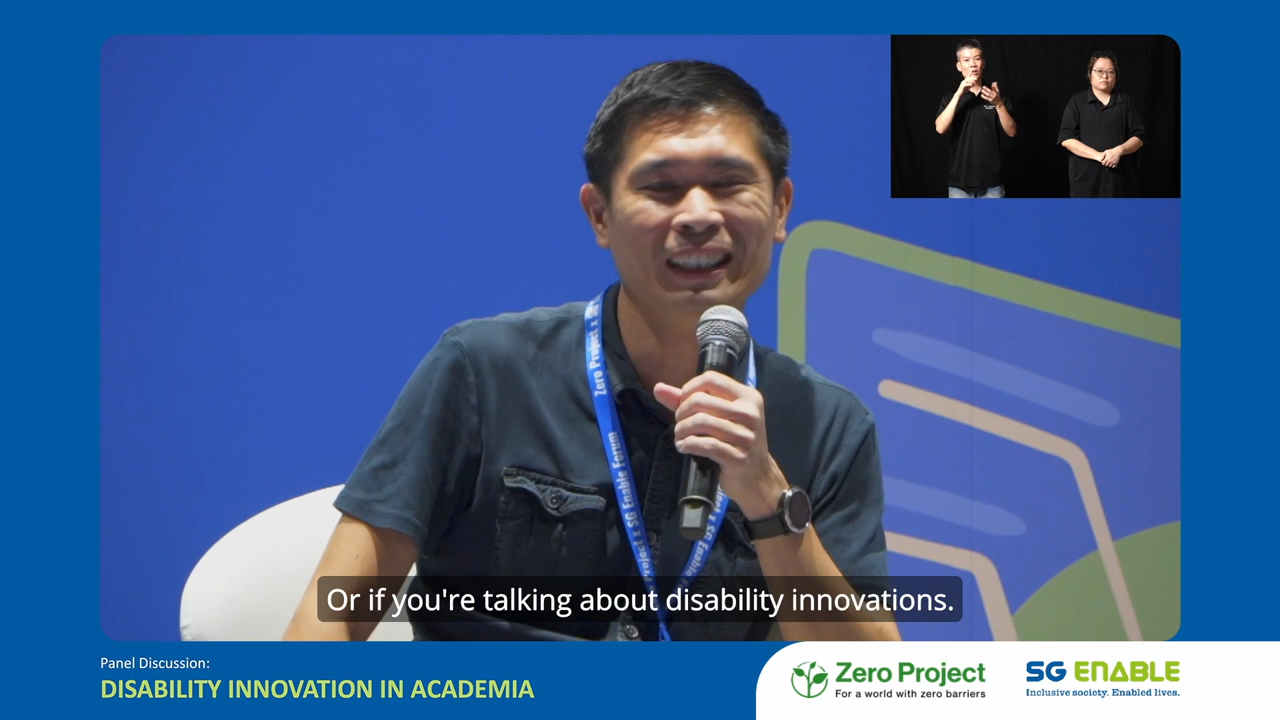 Zero Project x
Project x SG Enable Forum
Or if you're talking about disability innovations.
Panel Discussion:
DISABILITY INNOVATION IN ACADEMIA
Zero Project
For a world with zero barriers
SG ENABLE
Inclusive society. Enabled lives.